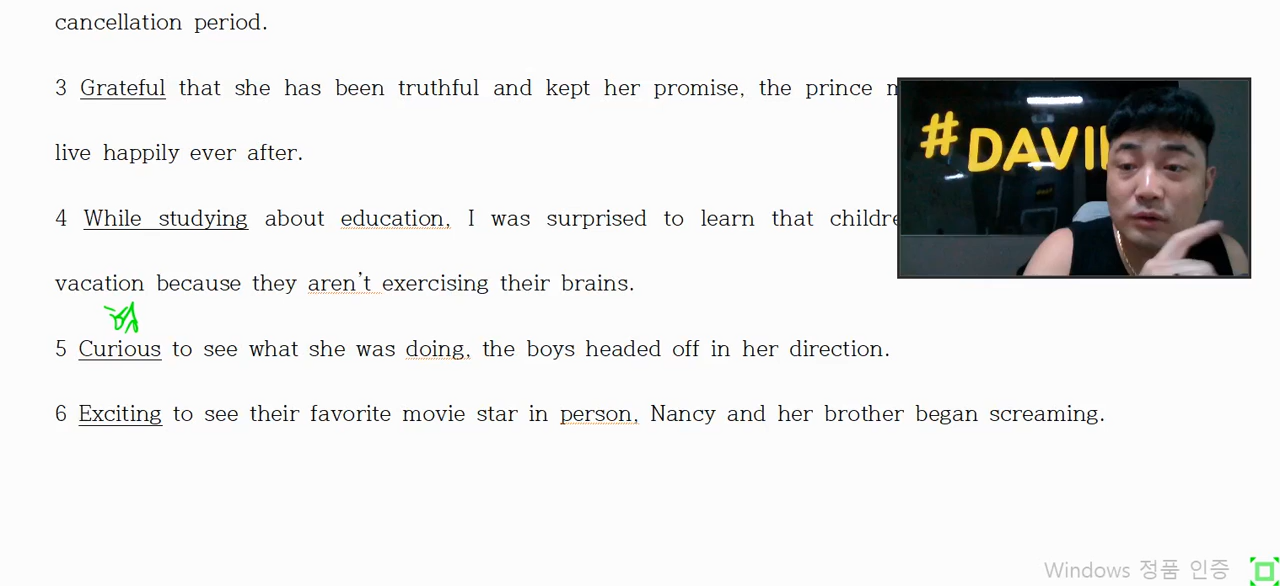 cancellation period.
3 Grateful that she has been truthful and kept her promise, the prince
live happily ever after.
4 While studying about education, I was surprised to learn that
vacation because they aren't exercising their brains.
5 Curious to see what she was doing, the boys headed off in her direction.
6 Exciting to see their favorite movie star in person, Nancy and her brother began screaming.
Windows 정품 인증